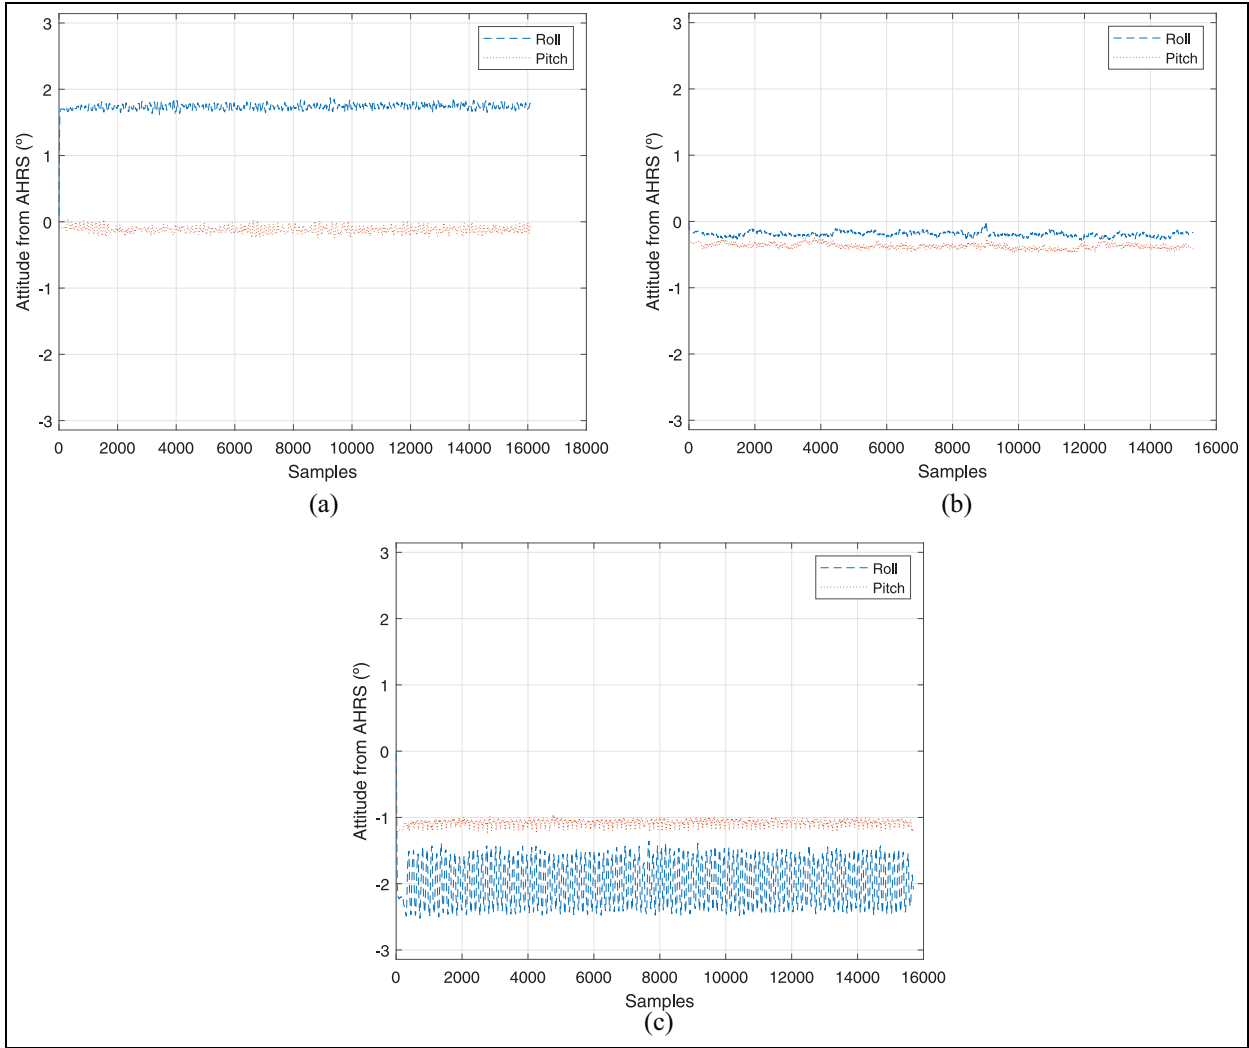 3
2
1
0
-1
-2
-3
Attitude from AHRS (º)
Roll
Pitch
0 2000 4000 6000 8000 10000 12000 14000 16000 18000
Samples
(a)
3
2
1
0
-1
-2
-3
Attitude from AHRS (º)
Roll
Pitch
0 2000 4000 6000 8000 10000 12000 14000 16000
Samples
(b)
3
2
1
0
-1
-2
-3
Attitude from AHRS (º)
Roll
Pitch
0 2000 4000 6000 8000 10000 12000 14000 16000
Samples
(c)